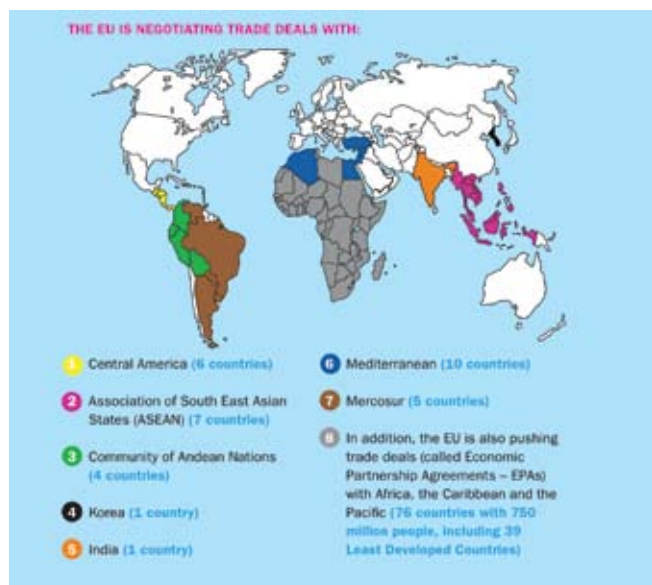 THE EU IS NEGOTIATING TRADE DEALS WITH:
1 Central America (6 countries)
2 Association of South East Asian
States (ASEAN) (7 countries)
3 Community of Andean Nations
(4 countries)
4 Korea (1 country)
5 India (1 country)
6 Mediterranean (10 countries)
7 Mercosur (5 countries)
8 In addition, the EU is also pushing
trade deals (called Economic
Partnership Agreements – EPAs)
with Africa, the Caribbean and the
Pacific (76 countries with 750
million people, including 39
Least Developed Countries)